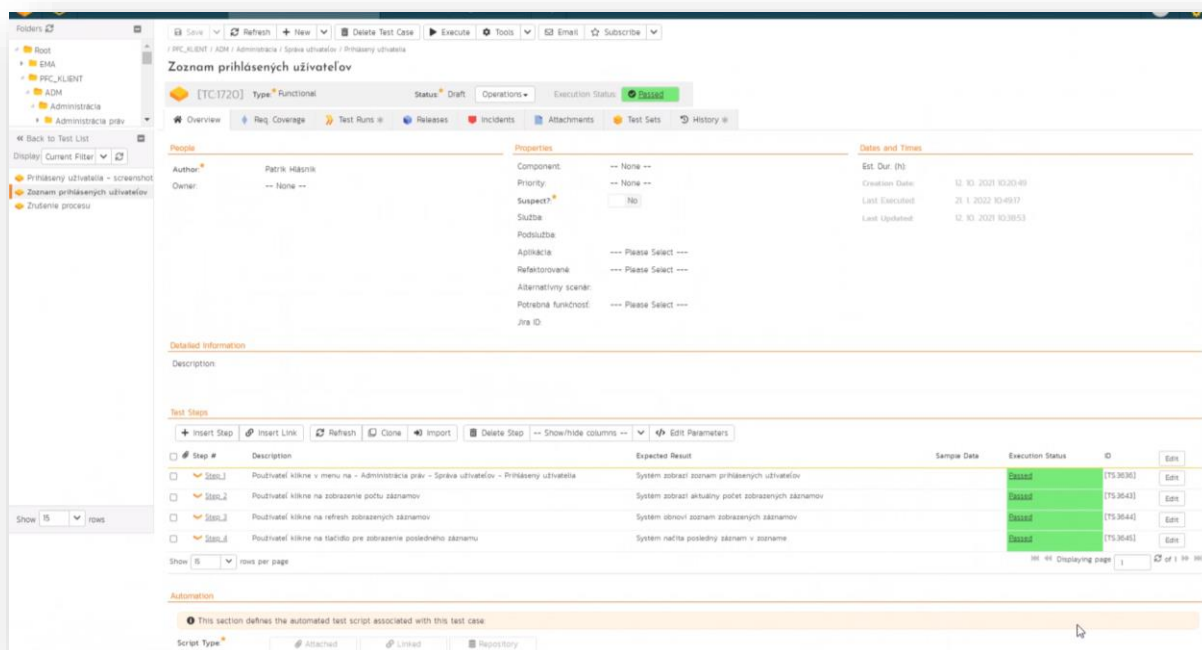 Folders
Root
EMA
PFC_KLIENT
ADM
Administrácia
Administrácia práv
« Back to Test List
Display: Current Filter
Prihlásený užívatelia - screenshot
Zoznam prihlásených užívateľov
Zrušenie procesu
Show 15 rows
Save Refresh + New Delete Test Case Execute Tools Email Subscribe
/ PFC_KLIENT / ADM / Administrácia / Správa užívateľov / Prihlásený užívatelia
Zoznam prihlásených užívateľov
[TC:1720] Type:* Functional Status:* Draft Operations Execution Status: Passed
Overview Req. Coverage Test Runs Releases Incidents Attachments Test Sets History
People
Author:* Patrik Hlásnik
Owner: -- None --
Properties
Component: -- None --
Priority: -- None --
Suspect?:* No
Služba:
Podslužba:
Aplikácia: --- Please Select ---
Refaktorované: --- Please Select ---
Alternatívny scenár:
Potrebná funkčnosť: --- Please Select ---
Jira ID:
Dates and Times
Est. Dur. (h):
Creation Date: 12. 10. 2021 10:20:49
Last Executed: 21. 1. 2022 10:49:17
Last Updated: 12. 10. 2021 10:38:53
Detailed Information
Description:
Test Steps
+ Insert Step Insert Link Refresh Clone Import Delete Step -- Show/hide columns -- </> Edit Parameters
Step # Description Expected Result Sample Data Execution Status ID Edit
Step 1 Používateľ klikne v menu na - Administrácia práv - Správa užívateľov - Prihlásený užívatelia Systém zobrazí zoznam prihlásených užívateľov Passed [TS:3636] Edit
Step 2 Používateľ klikne na zobrazenie počtu záznamov Systém zobrazí aktuálny počet zobrazených záznamov Passed [TS:3643] Edit
Step 3 Používateľ klikne na refresh zobrazených záznamov Systém obnoví zoznam zobrazených záznamov Passed [TS:3644] Edit
Step 4 Používateľ klikne na tlačidlo pre zobrazenie posledného záznamu Systém načíta posledný záznam v zozname Passed [TS:3645] Edit
Show 15 rows per page Displaying page 1 of 1
Automation
This section defines the automated test script associated with this test case.
Script Type:* Attached Linked Repository